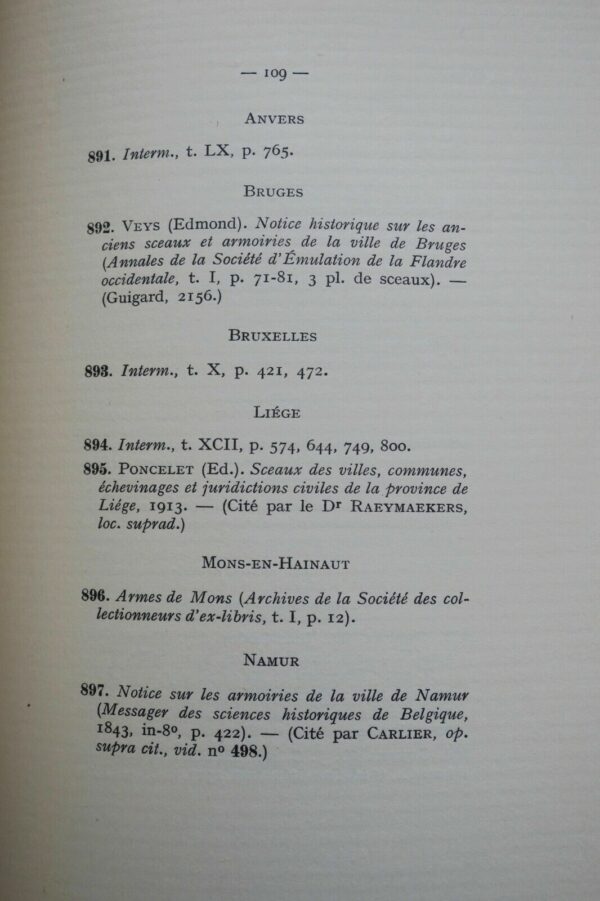 — 109 —
ANVERS
891. Interm., t. LX, p. 765.
BRUGES
892. VEYS (Edmond). Notice historique sur les an-
ciens sceaux et armoiries de la ville de Bruges
(Annales de la Société d'Émulation de la Flandre
occidentale, t. I, p. 71-81, 3 pl. de sceaux). —
(Guigard, 2156.)
BRUXELLES
893. Interm., t. X, p. 421, 472.
LIÉGE
894. Interm., t. XCII, p. 574, 644, 749, 800.
895. PONCELET (Ed.). Sceaux des villes, communes,
échevinages et juridictions civiles de la province de
Liége, 1913. — (Cité par le Dr RAEYMAEKERS,
loc. suprad.)
MONS-EN-HAINAUT
896. Armes de Mons (Archives de la Société des col-
lectionneurs d'ex-libris, t. I, p. 12).
NAMUR
897. Notice sur les armoiries de la ville de Namur
(Messager des sciences historiques de Belgique,
1843, in-8º, p. 422). — (Cité par CARLIER, op.
supra cit., vid. nº 498.)